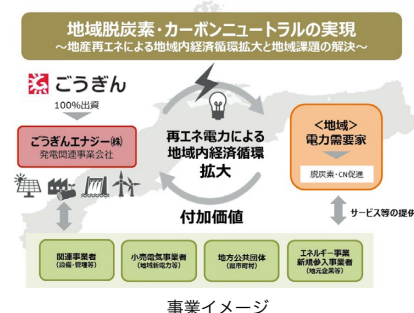 地域脱炭素・カーボンニュートラルの実現
～地産再エネによる地域内経済循環拡大と地域課題の解決～
ごうぎん
100%出資
ごうぎんエナジー㈱
発電関連事業会社
再エネ電力による
地域内経済循環
拡大
＜地域＞
電力需要家
脱炭素・CN促進
付加価値
サービス等の提供
関連事業者
（設備・管理等）
小売電気事業者
（地域新電力等）
地方公共団体
（県市町村）
エネルギー事業
新規参入事業者
（地元企業等）
事業イメージ